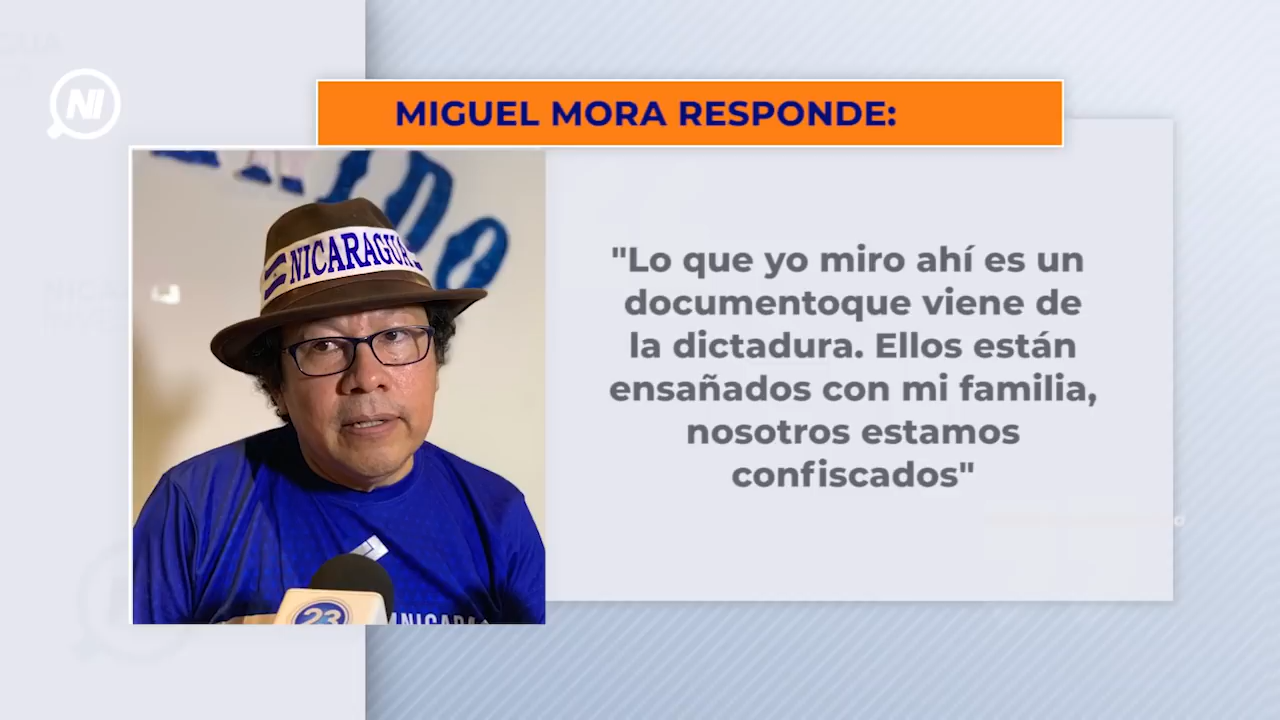 NI
MIGUEL MORA RESPONDE:
NICARAGUA
"Lo que yo miro ahí es un
documentoque viene de
la dictadura. Ellos están
ensañados con mi familia,
nosotros estamos
confiscados"
23